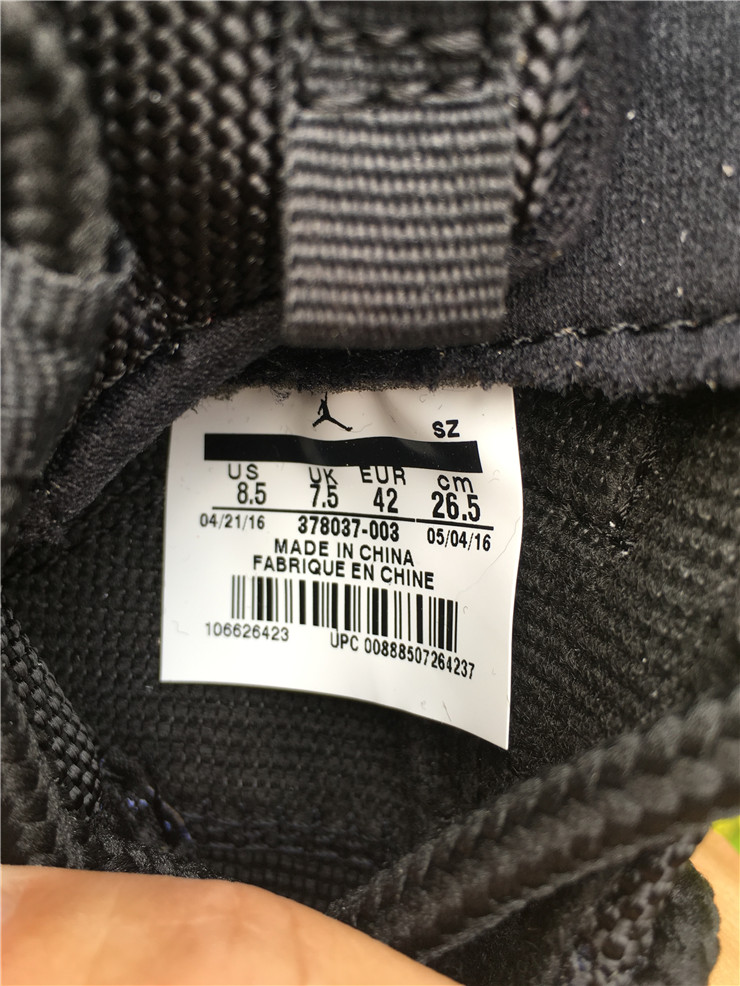 SZ
US UK EUR cm
8.5 7.5 42 26.5
04/21/16 378037-003 05/04/16
MADE IN CHINA
FABRIQUE EN CHINE
106626423 UPC 00888507264237